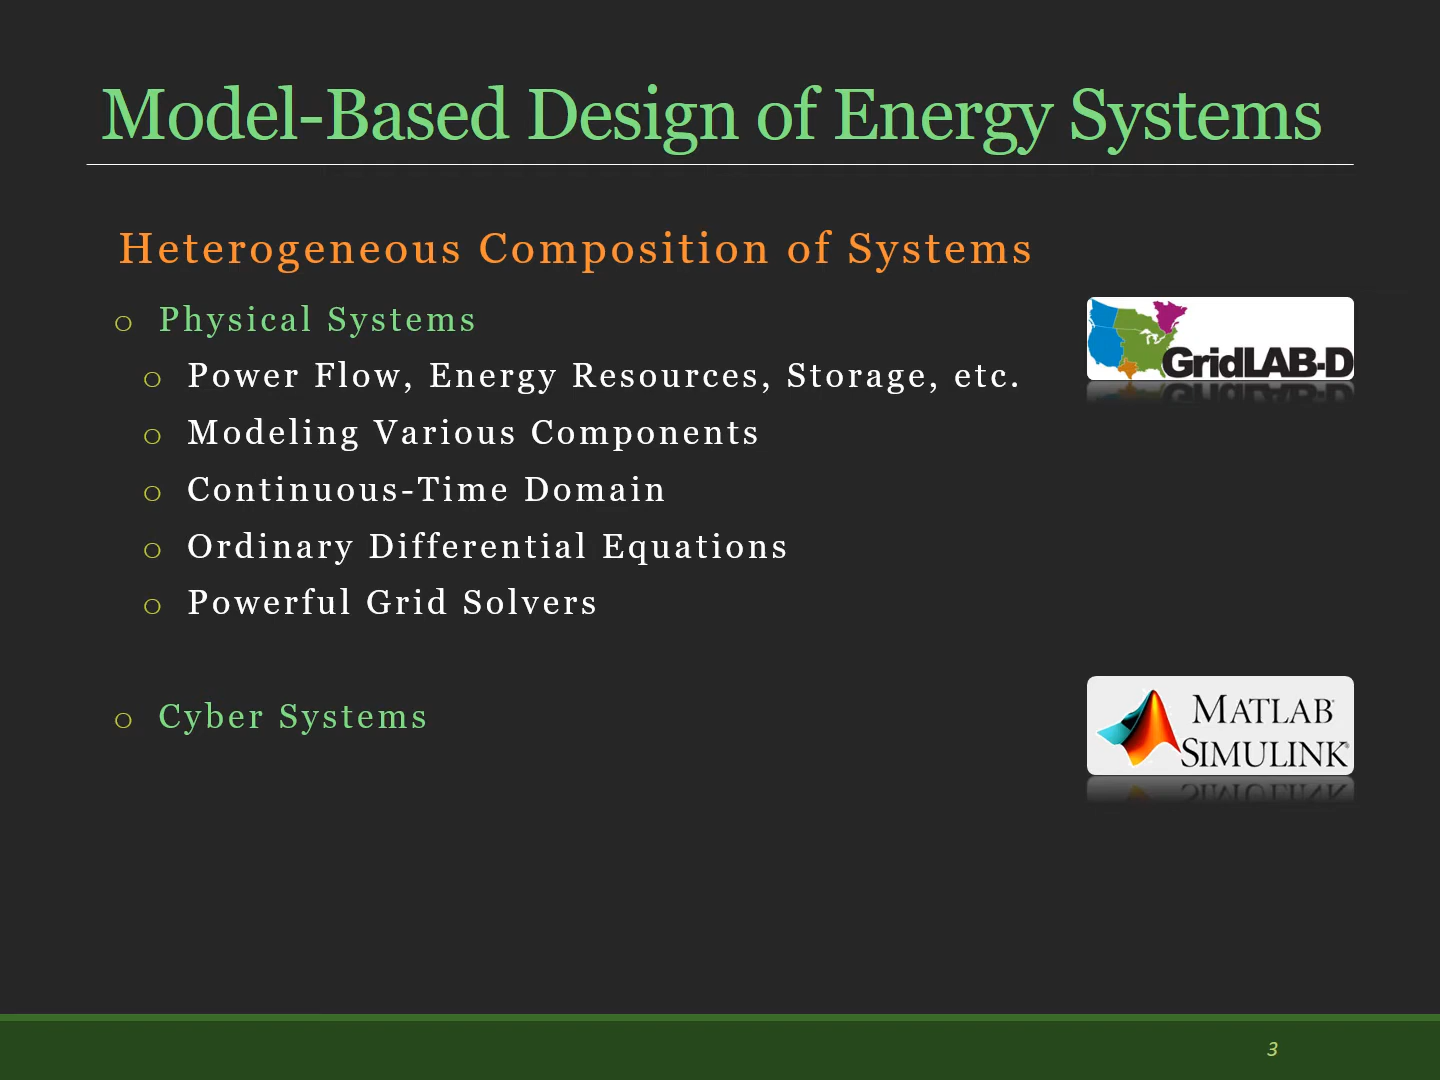 Model-Based Design of Energy Systems
Heterogeneous Composition of Systems
o Physical Systems
o Power Flow, Energy Resources, Storage, etc.
GridLAB-D
o Modeling Various Components
o Continuous-Time Domain
o Ordinary Differential Equations
o Powerful Grid Solvers
o Cyber Systems
MATLAB®
SIMULINK®
3